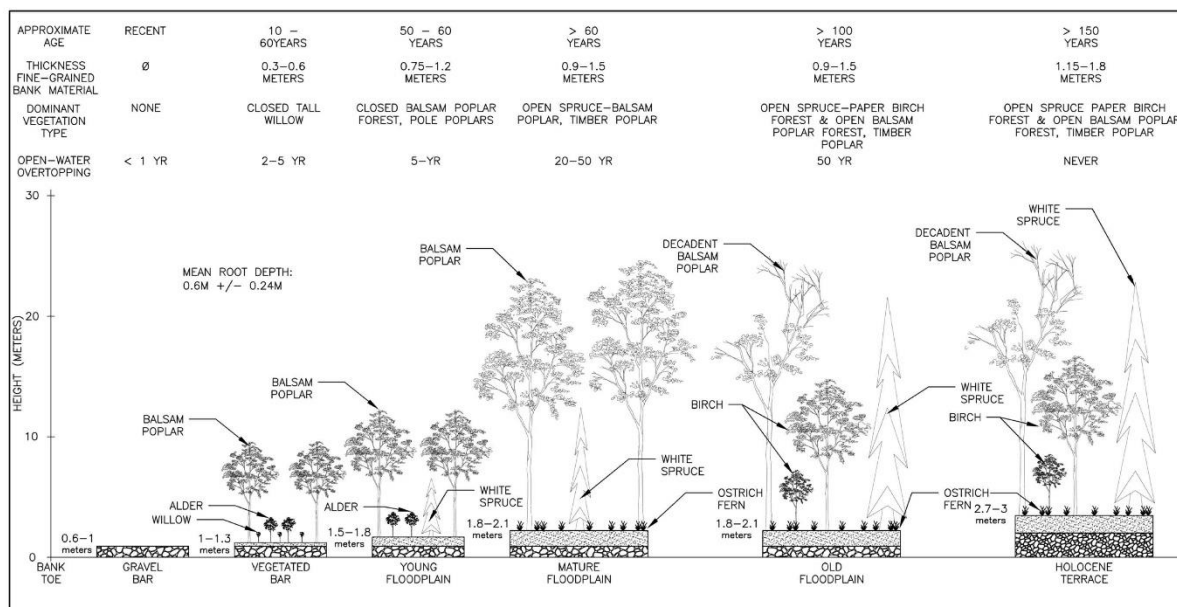 APPROXIMATE
AGE
RECENT
10 –
60YEARS
50 – 60
YEARS
> 60
YEARS
> 100
YEARS
> 150
YEARS
THICKNESS
FINE–GRAINED
BANK MATERIAL
Ø
0.3–0.6
METERS
0.75–1.2
METERS
0.9–1.5
METERS
0.9–1.5
METERS
1.15–1.8
METERS
DOMINANT
VEGETATION
TYPE
NONE
CLOSED TALL
WILLOW
CLOSED BALSAM POPLAR
FOREST, POLE POPLARS
OPEN SPRUCE–BALSAM
POPLAR, TIMBER POPLAR
OPEN SPRUCE–PAPER BIRCH
FOREST & OPEN BALSAM
POPLAR FOREST, TIMBER
POPLAR
OPEN SPRUCE PAPER BIRCH
FOREST & OPEN BALSAM POPLAR
FOREST, TIMBER POPLAR
OPEN–WATER
OVERTOPPING
< 1 YR
2–5 YR
5–YR
20–50 YR
50 YR
NEVER
HEIGHT (METERS)
30
20
10
0
MEAN ROOT DEPTH:
0.6M +/– 0.24M
BALSAM
POPLAR
ALDER
WILLOW
BALSAM
POPLAR
ALDER
WHITE
SPRUCE
BALSAM
POPLAR
WHITE
SPRUCE
OSTRICH
FERN
DECADENT
BALSAM
POPLAR
BIRCH
WHITE
SPRUCE
OSTRICH
FERN
DECADENT
BALSAM
POPLAR
WHITE
SPRUCE
BIRCH
0.6–1
meters
1–1.3
meters
1.5–1.8
meters
1.8–2.1
meters
1.8–2.1
meters
2.7–3
meters
BANK
TOE
GRAVEL
BAR
VEGETATED
BAR
YOUNG
FLOODPLAIN
MATURE
FLOODPLAIN
OLD
FLOODPLAIN
HOLOCENE
TERRACE